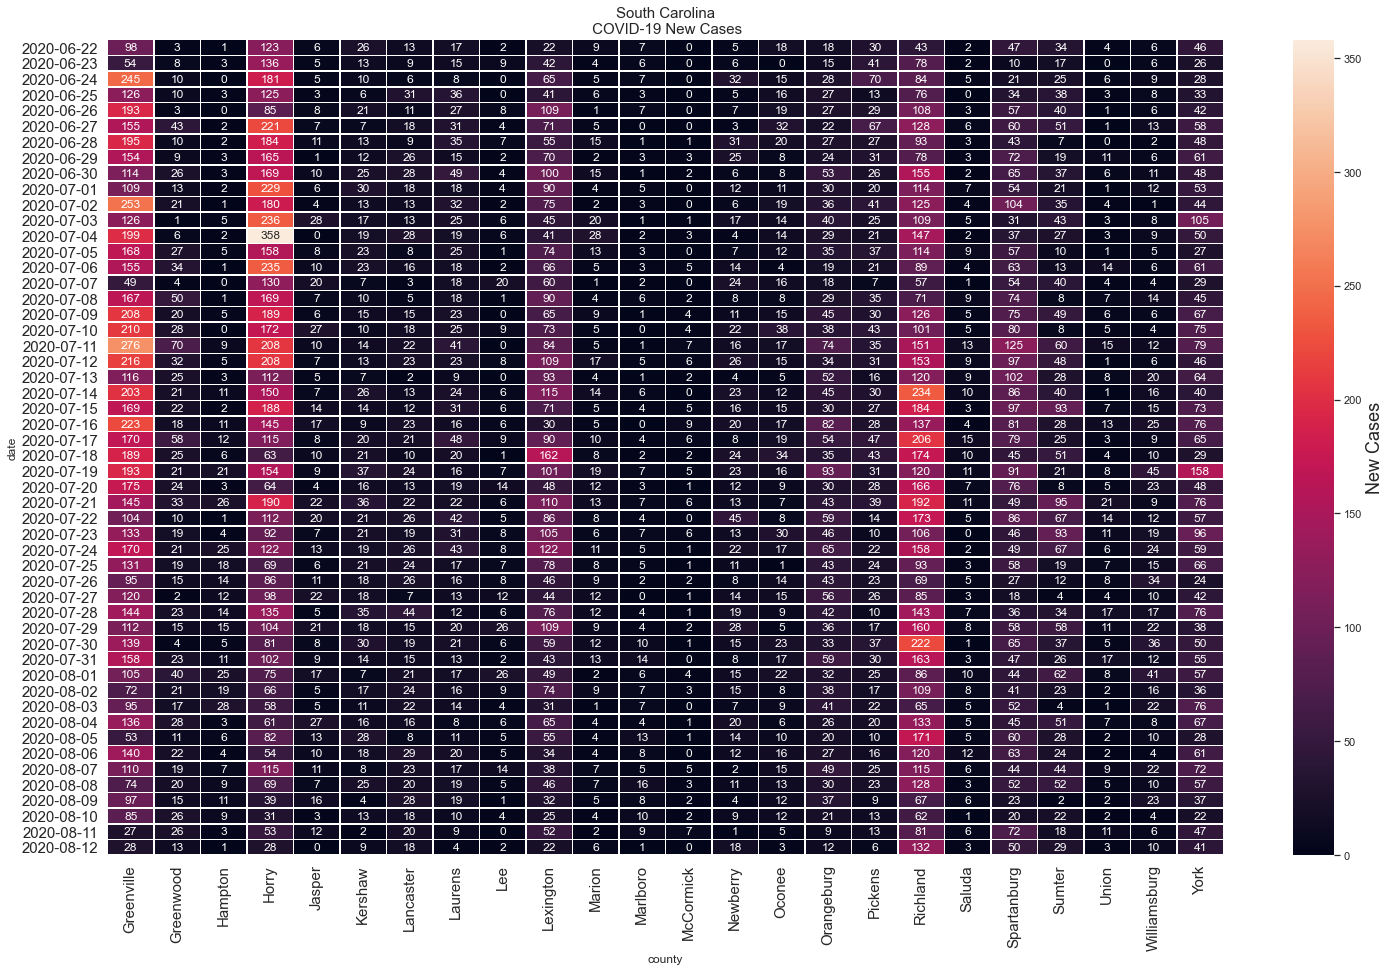 South Carolina
COVID-19 New Cases
2020-06-22 98 3 1 123 6 26 13 17 2 22 9 7 0 5 18 18 30 43 2 47 34 4 6 46
2020-06-23 54 8 3 136 5 13 9 15 9 42 4 6 2 6 0 15 41 78 2 10 17 0 6 26
2020-06-24 245 10 0 181 5 10 6 8 0 65 5 7 0 32 15 28 70 84 5 21 25 6 9 28
2020-06-25 126 10 3 125 3 6 31 36 0 41 6 3 0 5 16 27 13 76 0 34 38 3 8 33
2020-06-26 193 3 0 85 8 21 11 27 8 109 1 7 0 7 19 27 29 108 3 57 40 1 6 42
2020-06-27 155 43 2 221 7 7 18 31 4 71 5 0 0 3 32 22 67 128 6 60 51 1 13 58
2020-06-28 195 10 2 184 11 13 9 35 7 55 15 1 1 31 20 27 27 93 3 43 7 0 2 48
2020-06-29 154 9 3 165 1 12 26 15 2 70 2 3 3 25 8 24 31 78 3 72 19 11 6 61
2020-06-30 114 26 3 169 10 25 28 49 4 100 15 1 2 6 8 53 26 155 2 65 37 6 11 48
2020-07-01 109 13 2 229 6 30 18 18 4 90 4 5 0 12 11 30 20 114 7 54 21 1 12 53
2020-07-02 253 21 1 180 4 13 13 32 2 75 2 3 0 6 19 36 41 125 4 104 35 4 1 44
2020-07-03 126 1 5 236 28 17 13 25 6 45 20 1 1 17 14 40 25 109 5 31 43 3 8 105
2020-07-04 199 6 2 358 0 19 28 19 6 41 28 2 3 4 14 29 21 147 2 37 27 3 9 50
2020-07-05 168 27 5 158 8 23 8 25 1 74 13 3 0 7 12 35 37 114 9 57 10 1 5 27
2020-07-06 155 34 1 235 10 23 16 18 2 66 5 3 5 14 4 19 21 89 4 63 13 14 6 61
2020-07-07 49 4 0 130 20 7 3 18 20 60 1 2 0 24 16 18 7 57 1 54 40 4 4 29
2020-07-08 167 50 1 169 7 10 5 18 1 90 4 6 2 8 8 29 35 71 9 74 8 7 14 45
2020-07-09 208 20 5 189 6 15 15 23 0 65 9 1 4 11 15 45 30 126 5 75 49 6 6 67
2020-07-10 210 28 0 172 27 10 18 25 9 73 5 0 4 22 38 38 43 101 5 80 8 5 4 75
2020-07-11 276 70 9 208 10 14 22 41 0 84 5 1 7 16 17 74 35 151 13 125 60 15 12 79
2020-07-12 216 32 5 208 7 13 23 23 8 109 17 5 6 26 15 34 31 153 9 97 48 1 6 46
2020-07-13 116 25 3 112 5 7 2 9 0 93 4 1 2 4 5 52 16 120 9 102 28 8 20 64
2020-07-14 203 21 11 150 7 26 13 24 6 115 14 6 0 23 12 45 30 234 10 86 40 1 16 40
2020-07-15 169 22 2 188 14 14 12 31 6 71 5 4 5 16 15 30 27 184 3 97 93 7 15 73
2020-07-16 223 18 11 145 17 9 23 16 6 30 5 0 9 20 17 82 28 137 4 81 28 13 25 76
2020-07-17 170 58 12 115 8 20 21 48 9 90 10 4 6 8 19 54 47 206 15 79 25 3 9 65
2020-07-18 189 25 6 63 10 21 10 20 1 162 8 2 2 24 34 35 43 174 10 45 51 4 10 29
2020-07-19 193 21 21 154 9 37 24 16 7 101 19 7 5 23 16 93 31 120 11 91 21 8 45 158
2020-07-20 175 24 3 64 4 16 13 19 14 48 12 3 1 12 9 30 28 166 7 76 8 5 23 48
2020-07-21 145 33 26 190 22 36 22 22 6 110 13 7 6 13 7 43 39 192 11 49 95 21 9 76
2020-07-22 104 10 1 112 20 21 26 42 5 86 8 4 0 45 8 59 14 173 5 86 67 14 12 57
2020-07-23 133 19 4 92 7 21 19 31 8 105 6 7 6 13 30 46 10 106 0 46 93 11 19 96
2020-07-24 170 21 25 122 13 19 26 43 8 122 11 5 1 22 17 65 22 158 2 49 67 6 24 59
2020-07-25 131 19 18 69 6 21 24 17 7 78 8 5 1 11 1 43 24 93 3 58 19 7 15 66
2020-07-26 95 15 14 86 11 18 26 16 8 46 9 2 2 8 14 43 23 69 5 27 12 8 34 24
2020-07-27 120 2 12 98 22 18 7 13 12 44 12 0 1 14 15 56 26 85 3 18 4 4 10 42
2020-07-28 144 23 14 135 5 35 44 12 6 76 12 4 1 19 9 42 10 143 7 36 34 17 17 76
2020-07-29 112 15 15 104 21 18 15 20 26 109 9 4 2 28 5 36 17 160 8 58 58 11 22 38
2020-07-30 139 4 5 81 8 30 19 21 6 59 12 10 1 15 23 33 37 222 1 65 37 5 36 50
2020-07-31 158 23 11 102 9 14 15 13 2 43 13 14 0 8 17 59 30 163 3 47 26 17 12 55
2020-08-01 105 40 25 75 17 7 21 17 26 49 2 6 4 15 22 32 25 86 10 44 62 8 41 57
2020-08-02 72 21 19 66 5 17 24 16 9 74 9 7 3 15 8 38 17 109 8 41 23 2 16 36
2020-08-03 95 17 28 58 5 11 22 14 4 31 1 7 0 7 9 41 22 65 5 52 4 1 22 76
2020-08-04 136 28 3 61 27 16 16 8 6 65 4 4 1 20 6 26 20 133 5 45 51 7 8 67
2020-08-05 53 11 6 82 13 28 8 11 5 55 4 13 1 14 10 20 10 171 5 60 28 2 10 28
2020-08-06 140 22 4 54 10 18 29 20 5 34 4 8 0 12 16 27 16 120 12 63 24 2 4 61
2020-08-07 110 19 7 115 11 8 23 17 14 38 7 5 5 2 15 49 25 115 6 44 44 9 22 72
2020-08-08 74 20 9 69 7 25 20 19 5 46 7 16 3 11 13 30 23 128 3 52 52 5 10 57
2020-08-09 97 15 11 39 16 4 28 19 1 32 5 8 2 4 12 37 9 67 6 23 2 2 23 37
2020-08-10 85 26 9 31 3 13 18 10 4 25 4 10 2 9 12 21 13 62 1 20 22 2 4 22
2020-08-11 27 26 3 53 12 2 20 9 0 52 2 9 7 1 5 9 13 81 6 72 18 11 6 47
2020-08-12 28 13 1 28 0 9 18 4 2 22 6 1 0 18 3 12 6 132 3 50 29 3 10 41
Greenville Greenwood Hampton Horry Jasper Kershaw Lancaster Laurens Lee Lexington Marion Marlboro McCormick Newberry Oconee Orangeburg Pickens Richland Saluda Spartanburg Sumter Union Williamsburg York
county
date
350
300
250
200
150
100
50
0
New Cases